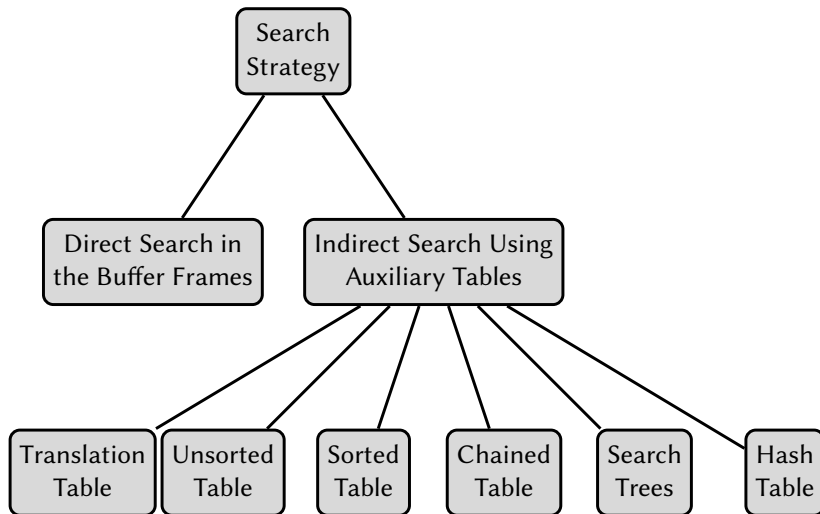 Search
Strategy
Direct Search in
the Buffer Frames
Indirect Search Using
Auxiliary Tables
Translation
Table
Unsorted
Table
Sorted
Table
Chained
Table
Search
Trees
Hash
Table